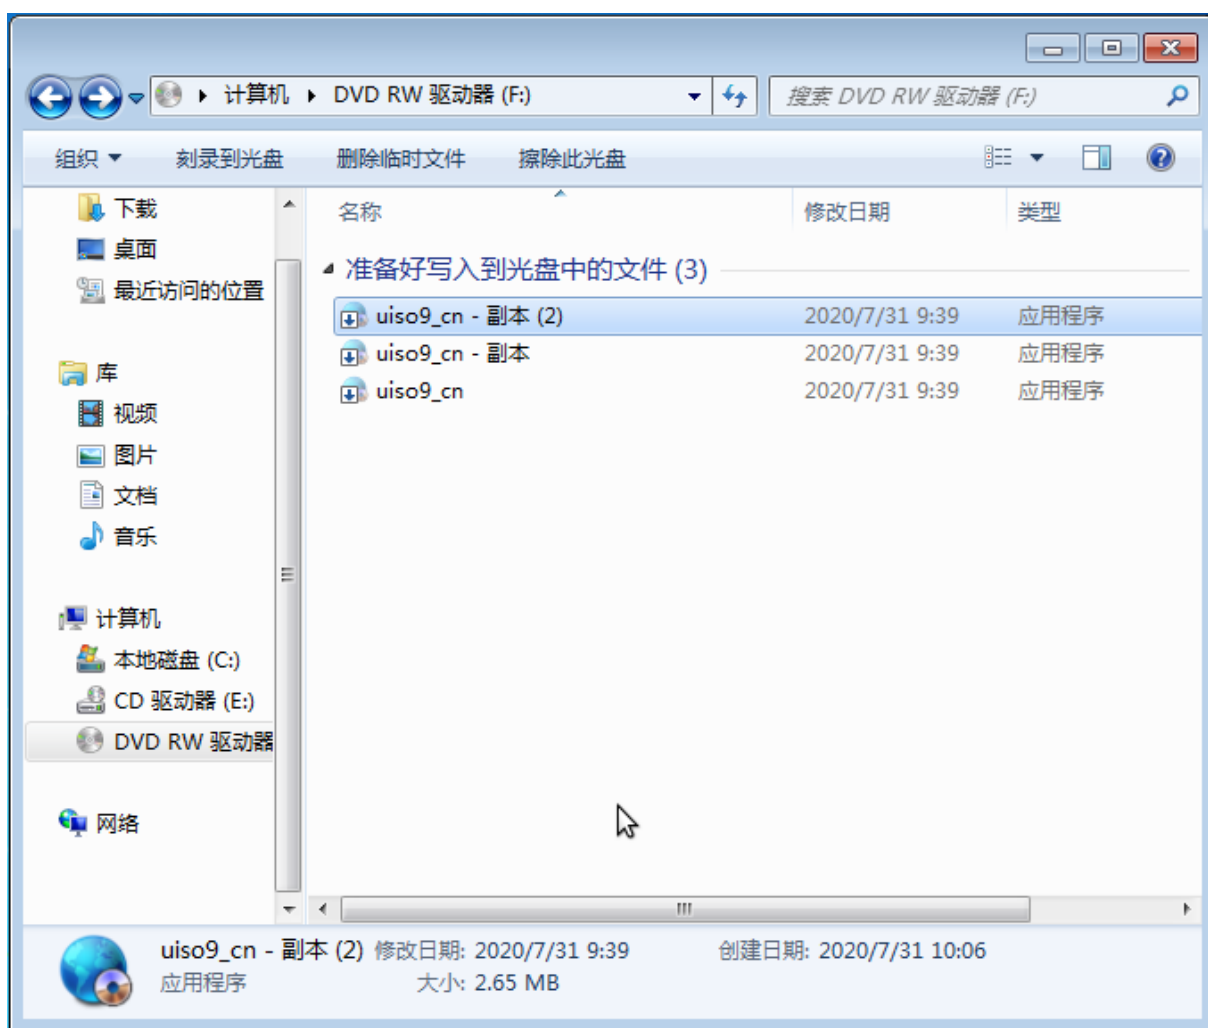 计算机 DVD RW 驱动器 (F:) 搜索 DVD RW 驱动器 (F:)
组织 刻录到光盘 删除临时文件 擦除此光盘
下载
桌面
最近访问的位置
库
视频
图片
文档
音乐
计算机
本地磁盘 (C:)
CD 驱动器 (E:)
DVD RW 驱动器
网络
名称 修改日期 类型
准备好写入到光盘中的文件 (3)
uiso9_cn - 副本 (2) 2020/7/31 9:39 应用程序
uiso9_cn - 副本 2020/7/31 9:39 应用程序
uiso9_cn 2020/7/31 9:39 应用程序
uiso9_cn - 副本 (2) 修改日期: 2020/7/31 9:39 创建日期: 2020/7/31 10:06
应用程序 大小: 2.65 MB